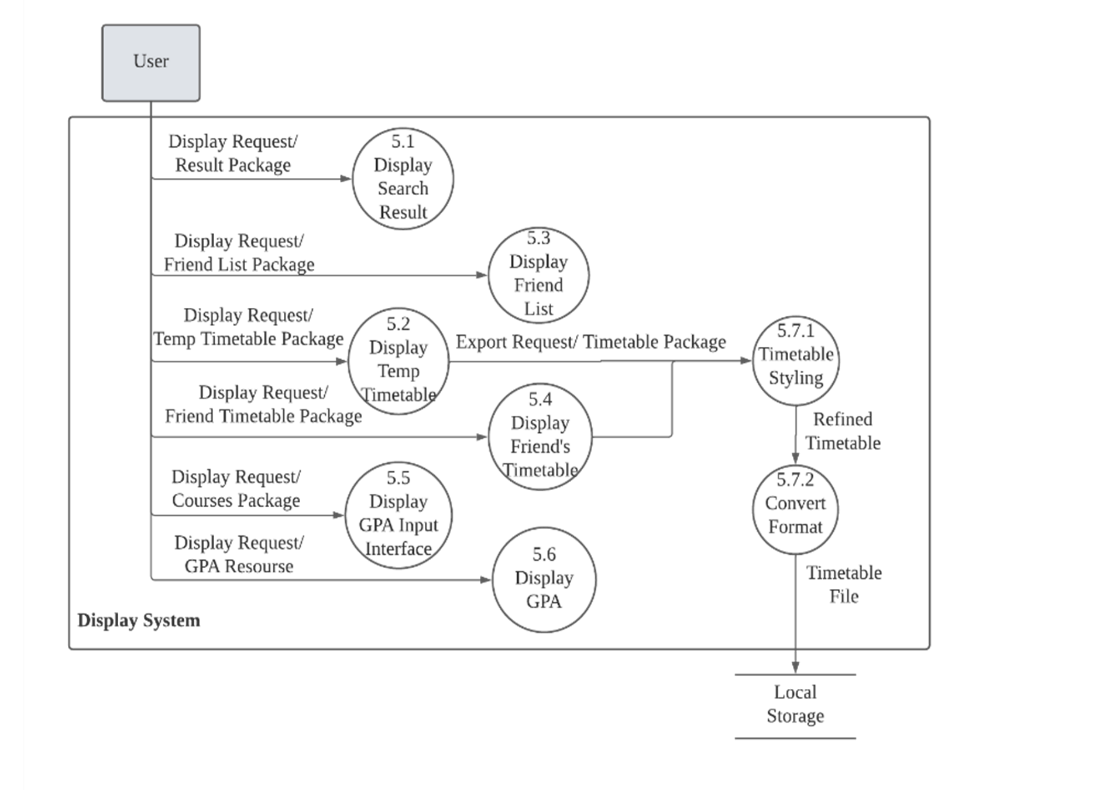 User
Display Request/
Result Package
5.1
Display
Search
Result
Display Request/
Friend List Package
5.3
Display
Friend
List
Display Request/
Temp Timetable Package
5.2
Display
Temp
Timetable
Export Request/ Timetable Package
5.7.1
Timetable
Styling
Display Request/
Friend Timetable Package
5.4
Display
Friend's
Timetable
Refined
Timetable
Display Request/
Courses Package
5.5
Display
GPA Input
Interface
5.7.2
Convert
Format
Display Request/
GPA Resourse
5.6
Display
GPA
Timetable
File
Display System
Local
Storage